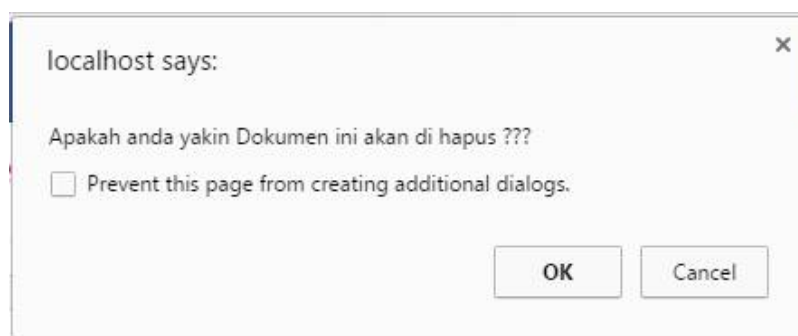 localhost says:
Apakah anda yakin Dokumen ini akan di hapus ???
Prevent this page from creating additional dialogs.
OK Cancel